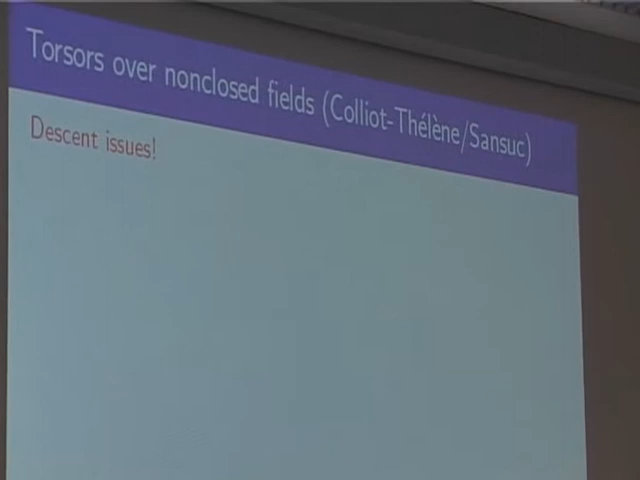 Torsors over nonclosed fields (Colliot-Thélène/Sansuc)
Descent issues!